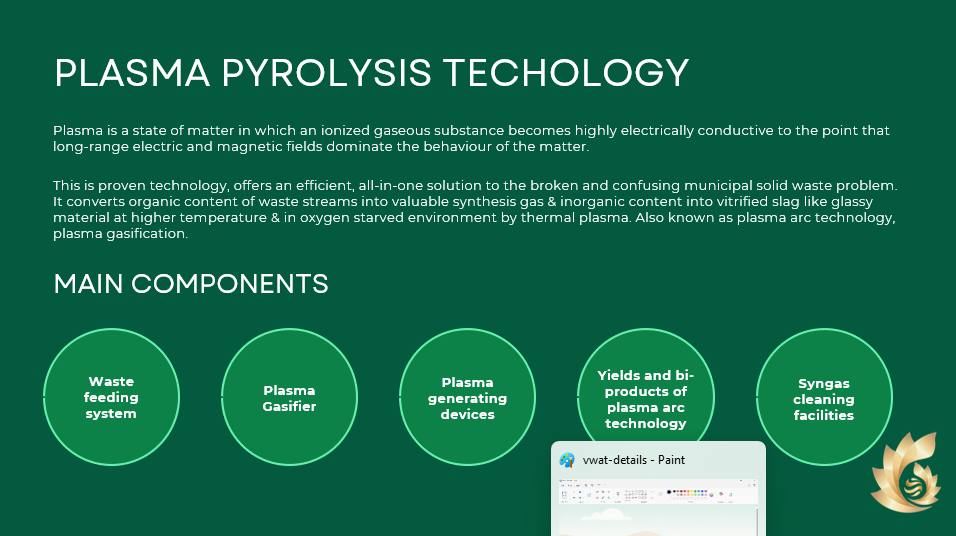 PLASMA PYROLYSIS TECHOLOGY
Plasma is a state of matter in which an ionized gaseous substance becomes highly electrically conductive to the point that
long-range electric and magnetic fields dominate the behaviour of the matter.
This is proven technology, offers an efficient, all-in-one solution to the broken and confusing municipal solid waste problem.
It converts organic content of waste streams into valuable synthesis gas & inorganic content into vitrified slag like glassy
material at higher temperature & in oxygen starved environment by thermal plasma. Also known as plasma arc technology,
plasma gasification.
MAIN COMPONENTS
Waste
feeding
system
Plasma
Gasifier
Plasma
generating
devices
Yields and bi-
products of
plasma arc
technology
Syngas
cleaning
facilities
vwat-details - Paint